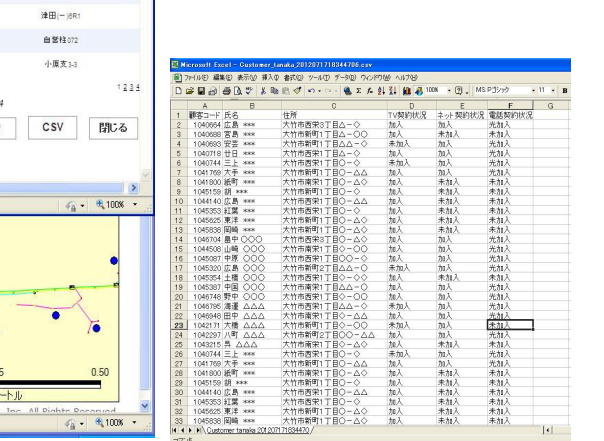 津田(ー)6R1
自営柱072
小原支3-3
1 2 3 4
CSV
閉じる
100%
0.50
ートル
Inc. All Rights Reserved
100%
Microsoft Excel - Customer_tanaka_2012071718344706.csv
ファイル(F) 編集(E) 表示(V) 挿入(I) 書式(O) ツール(T) データ(D) ウィンドウ(W) ヘルプ(H)
100% MS Pゴシック 11 B
A B C D E F G
1 顧客コード 氏名 住所 TV契約状況 ネット契約状況 電話契約状況
2 1040664 広島 *** 大竹市西栄3丁目△-◇ 加入 加入 光加入
3 1040688 宮島 *** 大竹市新町1丁目△-○○ 加入 未加入 未加入
4 1040693 安芸 *** 大竹市新町1丁目△△-◇ 未加入 加入 光加入
5 1040718 廿日 *** 大竹市西栄1丁目○-◇ 加入 加入 光加入
6 1040744 三上 *** 大竹市南栄1丁目○-◇ 未加入 加入 光加入
7 1041769 大手 *** 大竹市新町1丁目○-△△ 加入 加入 光加入
8 1041800 紙町 *** 大竹市新町1丁目○-△◇ 加入 未加入 未加入
9 1045159 胡 *** 大竹市新町1丁目○-◇ 加入 未加入 未加入
10 1044140 広島 *** 大竹市西栄1丁目○-△△ 加入 未加入 未加入
11 1045353 紅葉 *** 大竹市西栄1丁目○-◇ 加入 未加入 未加入
12 1045625 東洋 *** 大竹市新町1丁目○-△◇ 加入 未加入 未加入
13 1045838 岡崎 *** 大竹市新町1丁目○-△◇ 加入 未加入 未加入
14 1046704 畠中 ○○○ 大竹市西栄3丁目○-△◇ 加入 加入 光加入
15 1044508 山崎 ○○○ 大竹市新町2丁目○○-◇ 加入 加入 光加入
16 1045087 中原 ○○○ 大竹市西栄1丁目○○-◇ 加入 加入 光加入
17 1045320 広島 ○○○ 大竹市新町2丁目△△-◇ 未加入 加入 光加入
18 1045354 土橋 ○○○ 大竹市西栄1丁目◇-○○ 加入 未加入 未加入
19 1045387 中国 ○○○ 大竹市西栄1丁目△△-◇ 加入 加入 光加入
20 1046748 野中 ○○○ 大竹市西栄1丁目◇-○○ 加入 加入 光加入
21 1046795 海運 △△△ 大竹市西栄1丁目△△-◇ 加入 加入 光加入
22 1046948 田中 △△△ 大竹市南栄1丁目◇-△◇ 加入 加入 光加入
23 1042171 大橋 △△△ 大竹市新町1丁目◇-○○ 未加入 加入 未加入
24 1042297 八町 △△△ 大竹市新町2丁目○○-△△ 加入 加入 光加入
25 1043215 呉 △△△ 大竹市南栄1丁目◇-△◇ 加入 未加入 未加入
26 1040744 三上 *** 大竹市南栄1丁目○-◇ 未加入 加入 光加入
27 1041769 大手 *** 大竹市新町1丁目○-△△ 加入 加入 光加入
28 1041800 紙町 *** 大竹市新町1丁目○-△◇ 加入 未加入 未加入
29 1045159 胡 *** 大竹市新町1丁目○-◇ 加入 未加入 未加入
30 1044140 広島 *** 大竹市西栄1丁目○-△△ 加入 未加入 未加入
31 1045353 紅葉 *** 大竹市西栄1丁目○-◇ 加入 未加入 未加入
32 1045625 東洋 *** 大竹市新町1丁目○-△◇ 加入 未加入 未加入
33 1045838 岡崎 *** 大竹市新町1丁目○-△◇ 加入 未加入 未加入
Customer_tanaka_2012071718344706
コマンド